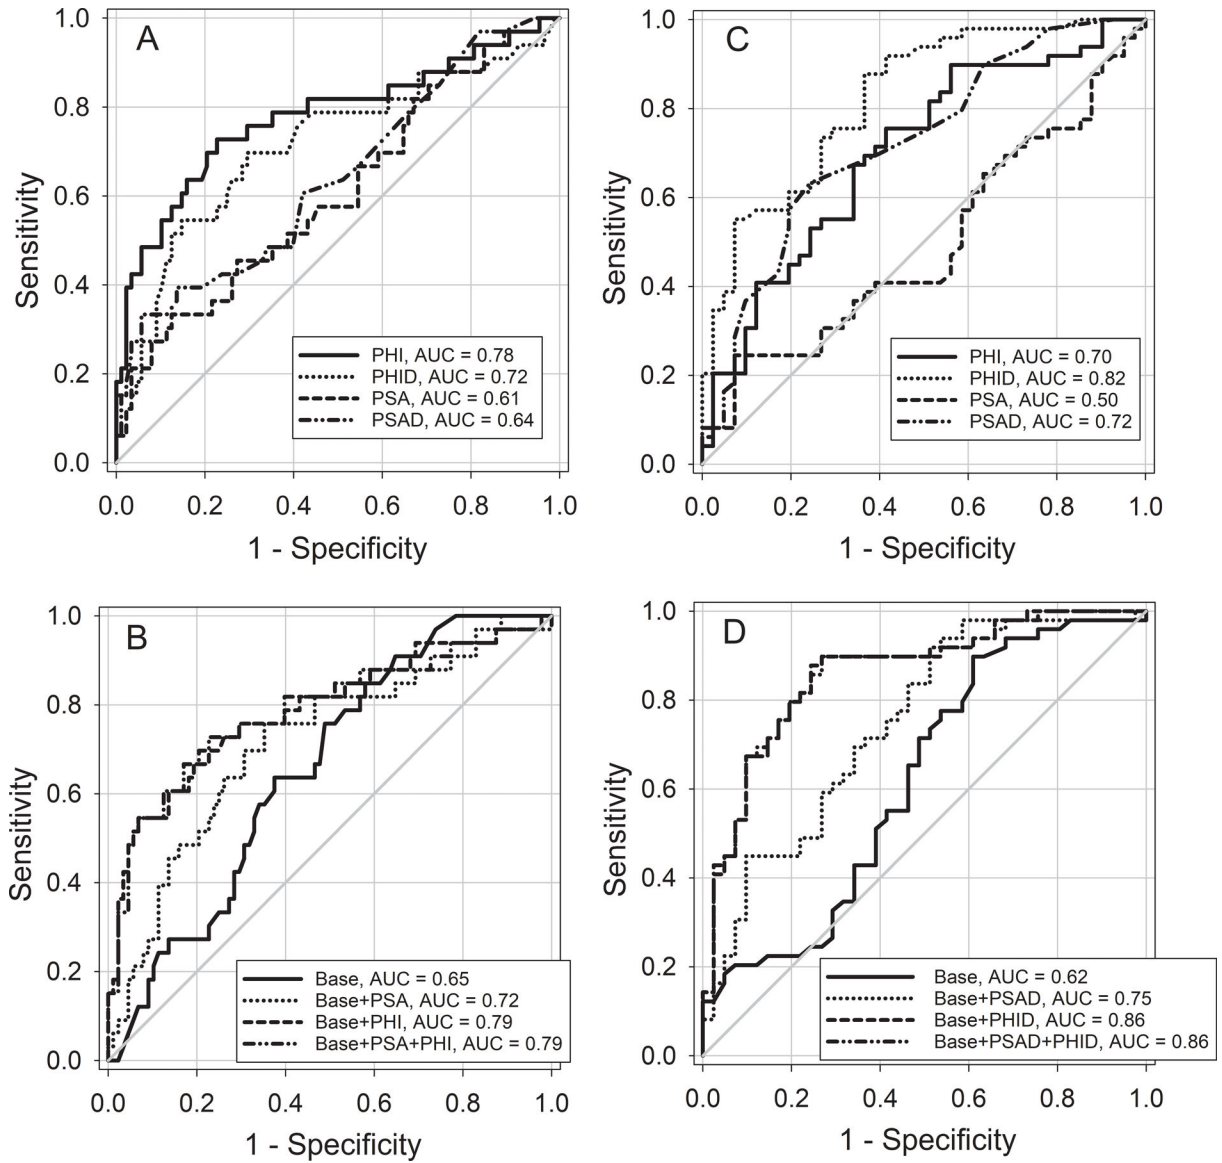 A
1.0
0.8
0.6
0.4
0.2
0.0
Sensitivity
PHI, AUC = 0.78
PHID, AUC = 0.72
PSA, AUC = 0.61
PSAD, AUC = 0.64
0.0 0.2 0.4 0.6 0.8 1.0
1 - Specificity
C
1.0
0.8
0.6
0.4
0.2
0.0
Sensitivity
PHI, AUC = 0.70
PHID, AUC = 0.82
PSA, AUC = 0.50
PSAD, AUC = 0.72
0.0 0.2 0.4 0.6 0.8 1.0
1 - Specificity
B
1.0
0.8
0.6
0.4
0.2
0.0
Sensitivity
Base, AUC = 0.65
Base+PSA, AUC = 0.72
Base+PHI, AUC = 0.79
Base+PSA+PHI, AUC = 0.79
0.0 0.2 0.4 0.6 0.8 1.0
1 - Specificity
D
1.0
0.8
0.6
0.4
0.2
0.0
Sensitivity
Base, AUC = 0.62
Base+PSAD, AUC = 0.75
Base+PHID, AUC = 0.86
Base+PSAD+PHID, AUC = 0.86
0.0 0.2 0.4 0.6 0.8 1.0
1 - Specificity